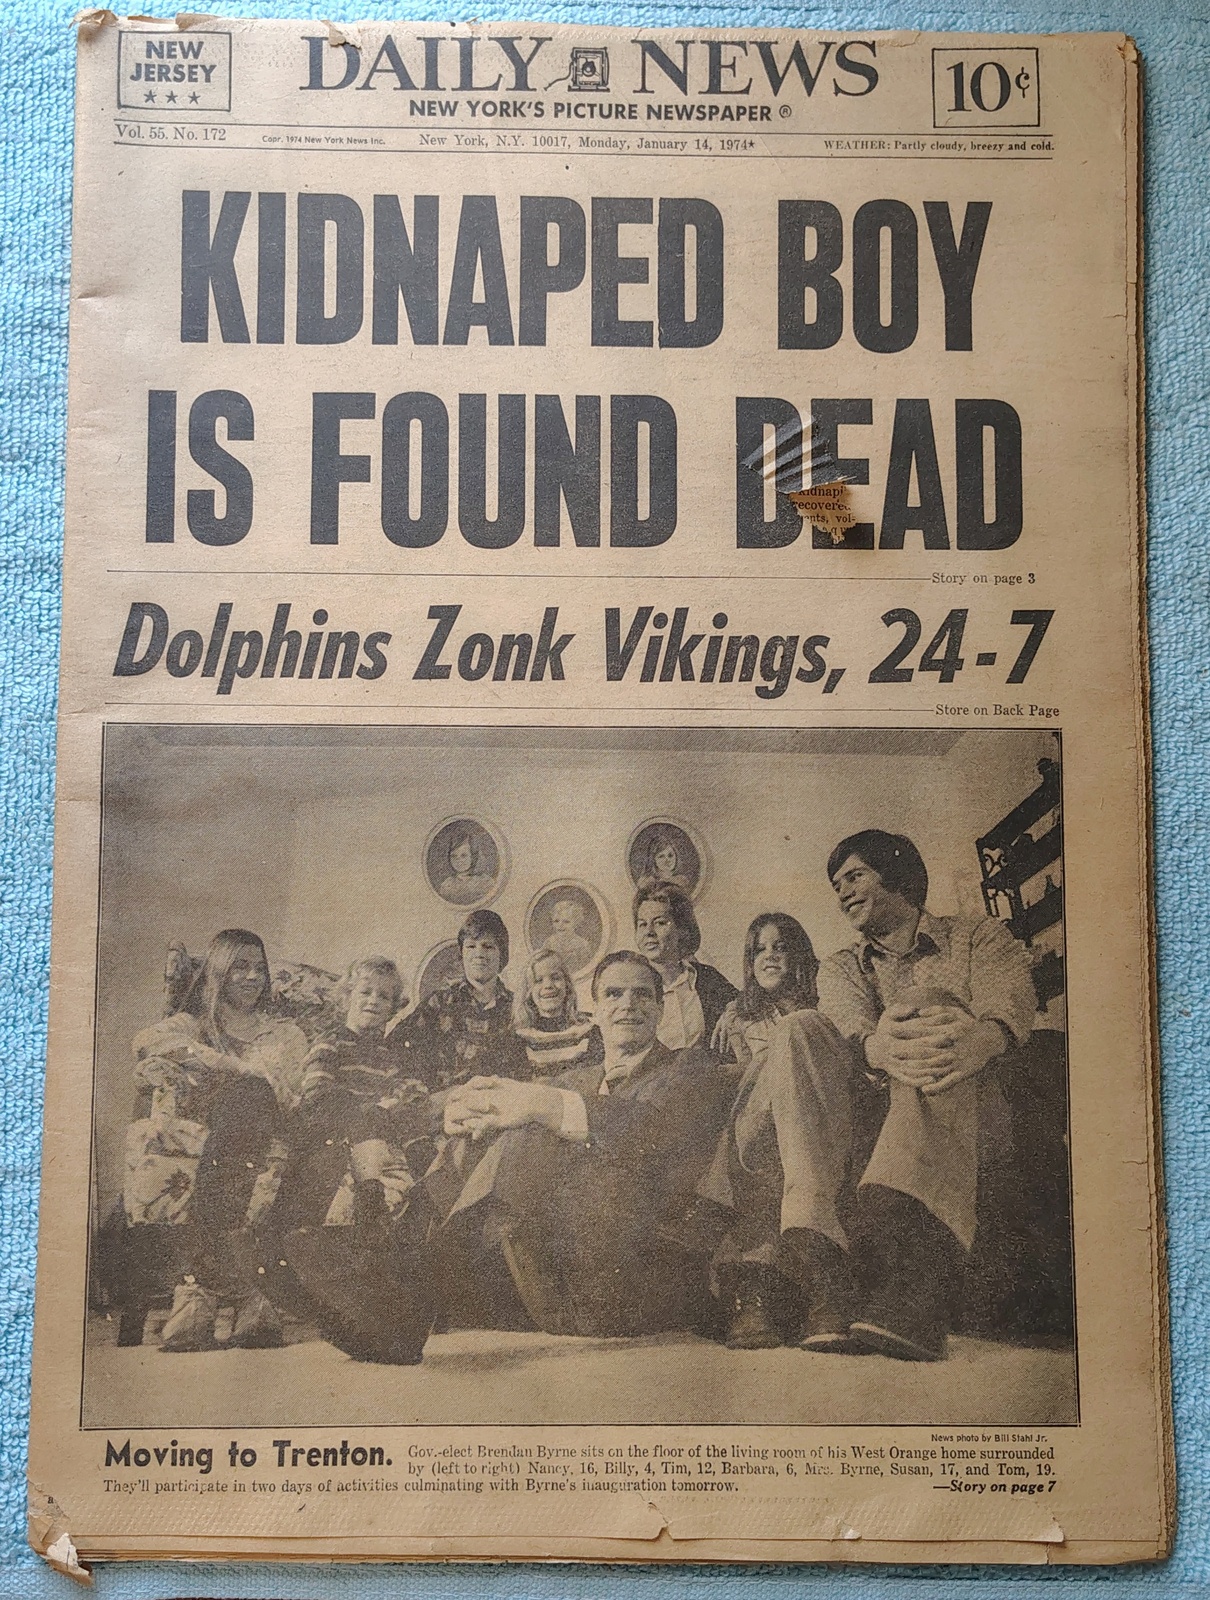 NEW
JERSEY
★ ★ ★
DAILY NEWS
NEW YORK'S PICTURE NEWSPAPER ®
10¢
Vol. 55. No. 172
Copr. 1974 New York News Inc.
New York, N.Y. 10017, Monday, January 14, 1974★
WEATHER: Partly cloudy, breezy and cold.
KIDNAPED BOY
IS FOUND DEAD
recovered
vol-
Story on page 3
Dolphins Zonk Vikings, 24-7
Store on Back Page
News photo by Bill Stahl Jr.
Moving to Trenton. Gov.-elect Brendan Byrne sits on the floor of the living room of his West Orange home surrounded
by (left to right) Nancy, 16, Billy, 4, Tim, 12, Barbara, 6, Mrs. Byrne, Susan, 17, and Tom, 19.
They'll participate in two days of activities culminating with Byrne's inauguration tomorrow.
—Story on page 7